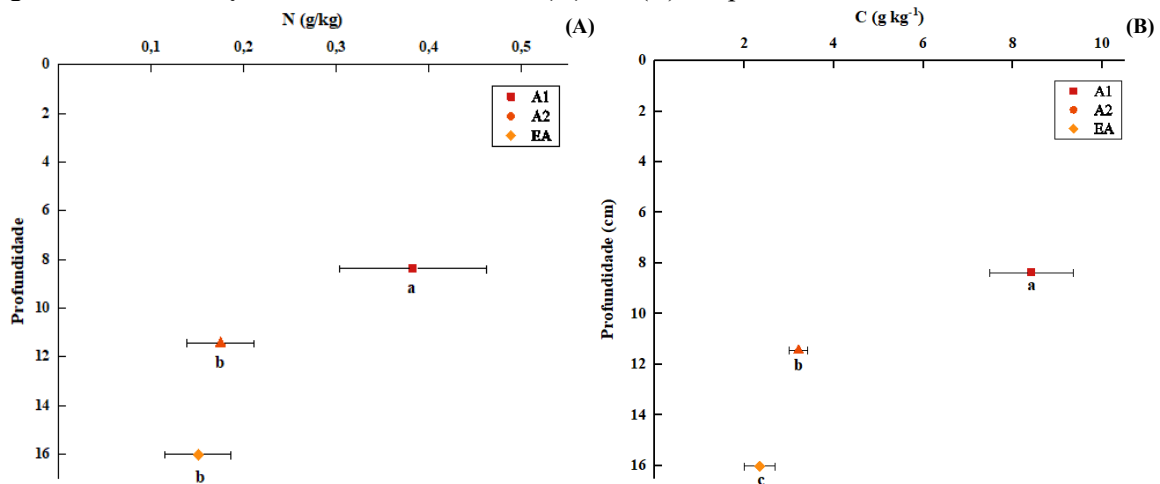 N (g/kg)
(A)
0,1
0,2
0,3
0,4
0,5
0
2
4
6
8
10
12
14
16
Profundidade
A1
A2
EA
a
b
b
C (g kg⁻¹)
(B)
2
4
6
8
10
0
2
4
6
8
10
12
14
16
Profundidade (cm)
A1
A2
EA
a
b
c